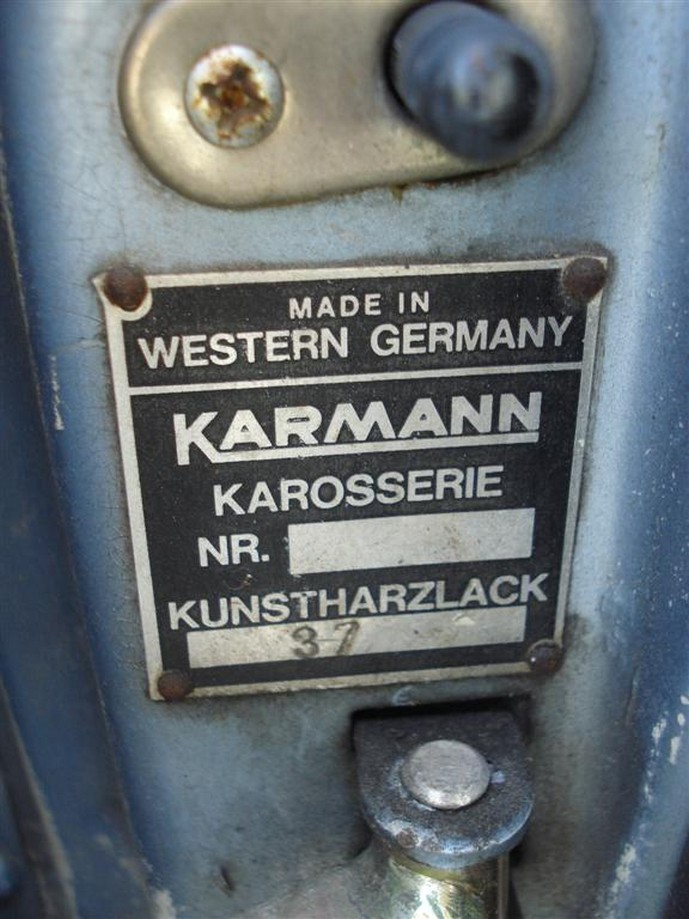 MADE IN
WESTERN GERMANY
KARMANN
KAROSSERIE
NR.
KUNSTHARZLACK
37